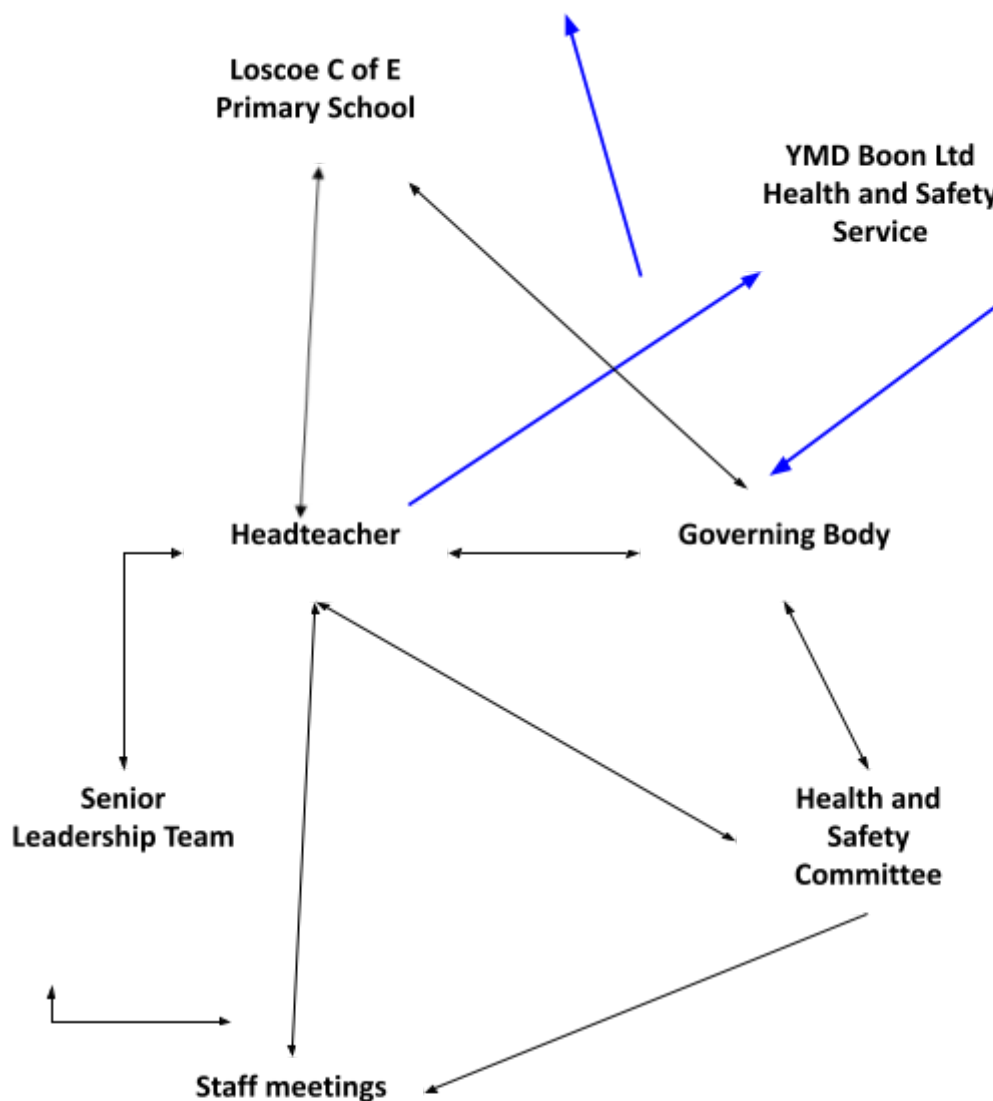 Loscoe C of E
Primary School
YMD Boon Ltd
Health and Safety
Service
Headteacher
Governing Body
Senior
Leadership Team
Health and
Safety
Committee
Staff meetings